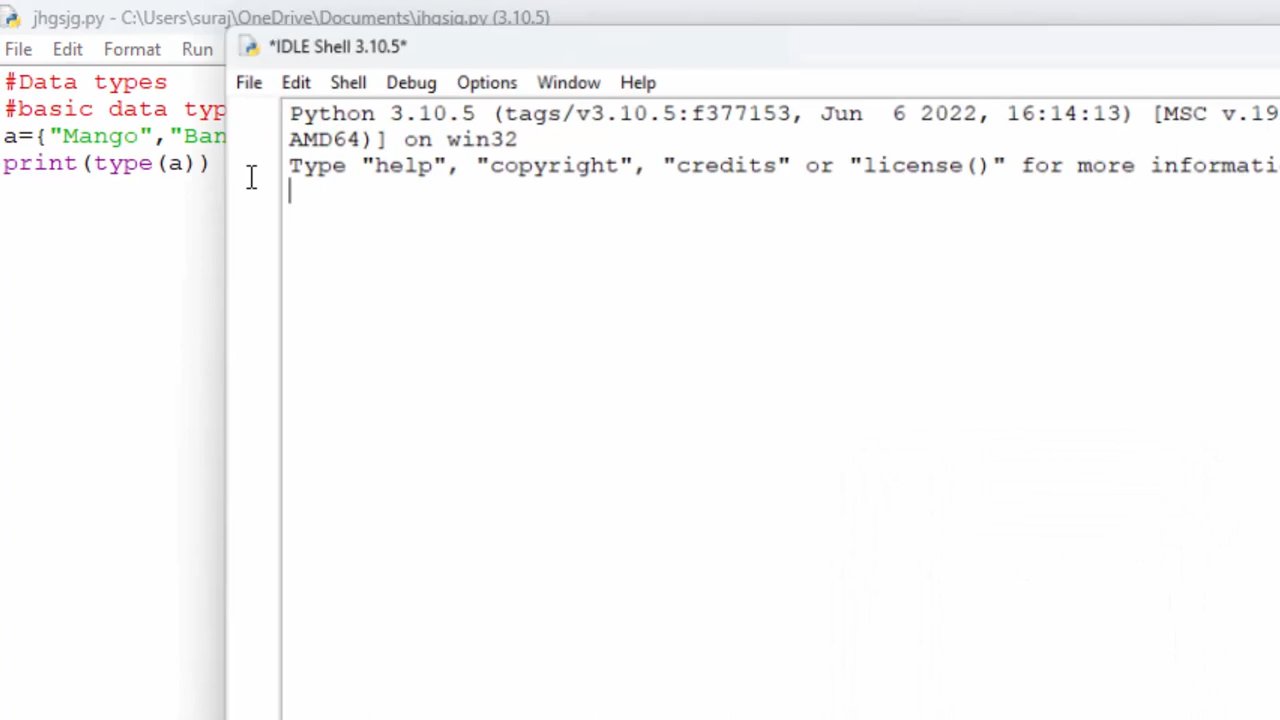 jhgsjg.py - C:\Users\suraj\OneDrive\Documents\jhgsjg.py (3.10.5)
File Edit Format Run
#Data types
#basic data typ
a={"Mango","Ban
print(type(a))
*IDLE Shell 3.10.5*
File Edit Shell Debug Options Window Help
Python 3.10.5 (tags/v3.10.5:f377153, Jun  6 2022, 16:14:13) [MSC v.19
AMD64)] on win32
Type "help", "copyright", "credits" or "license()" for more informati